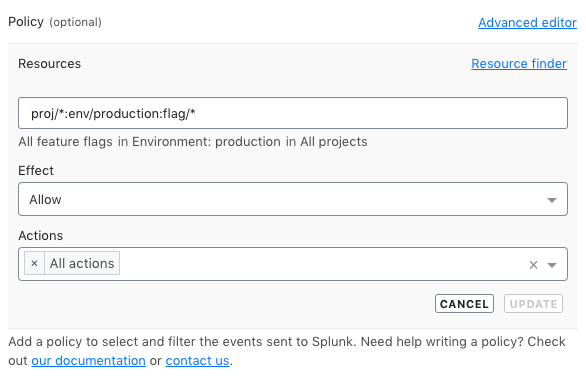 Policy (optional) Advanced editor
Resources Resource finder
proj/*:env/production:flag/*
All feature flags in Environment: production in All projects
Effect
Allow
Actions
× All actions ×
CANCEL UPDATE
Add a policy to select and filter the events sent to Splunk. Need help writing a policy? Check
out our documentation or contact us.